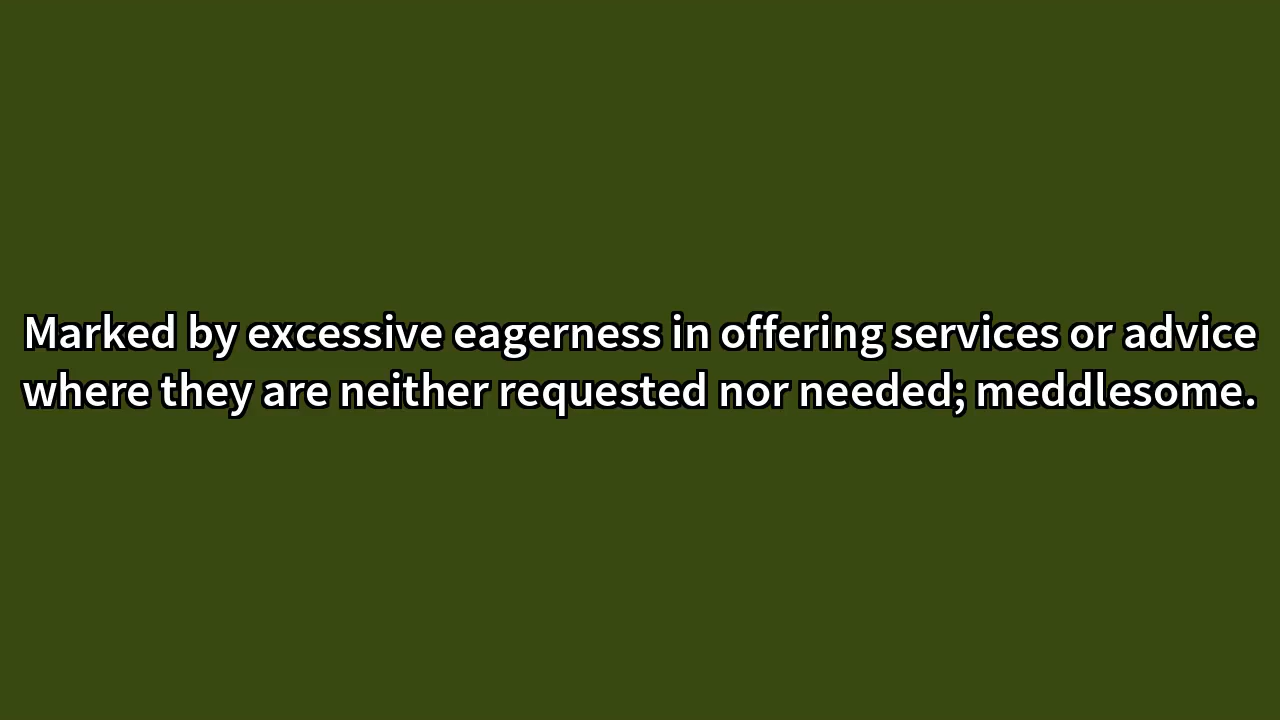 Marked by excessive eagerness in offering services or advice
where they are neither requested nor needed; meddlesome.